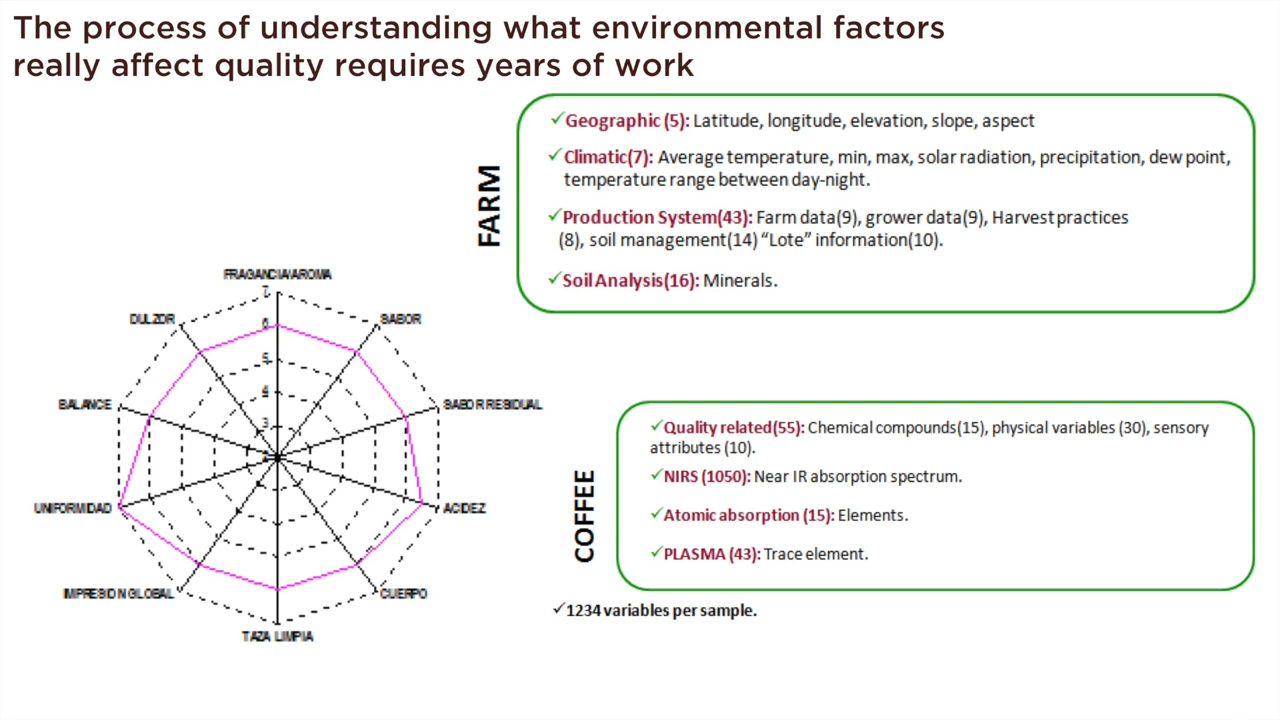 The process of understanding what environmental factors
really affect quality requires years of work
FARM
✓Geographic (5): Latitude, longitude, elevation, slope, aspect
✓Climatic(7): Average temperature, min, max, solar radiation, precipitation, dew point,
temperature range between day-night.
✓Production System(43): Farm data(9), grower data(9), Harvest practices
(8), soil management(14) “Lote” information(10).
✓Soil Analysis(16): Minerals.
FRAGANCIA/AROMA
DULZOR
SABOR
BALANCE
SABOR RESIDUAL
UNIFORMIDAD
ACIDEZ
IMPRESION GLOBAL
CUERPO
TAZA LIMPIA
7
6
5
4
3
COFFEE
✓Quality related(55): Chemical compounds(15), physical variables (30), sensory
attributes (10).
✓NIRS (1050): Near IR absorption spectrum.
✓Atomic absorption (15): Elements.
✓PLASMA (43): Trace element.
✓1234 variables per sample.